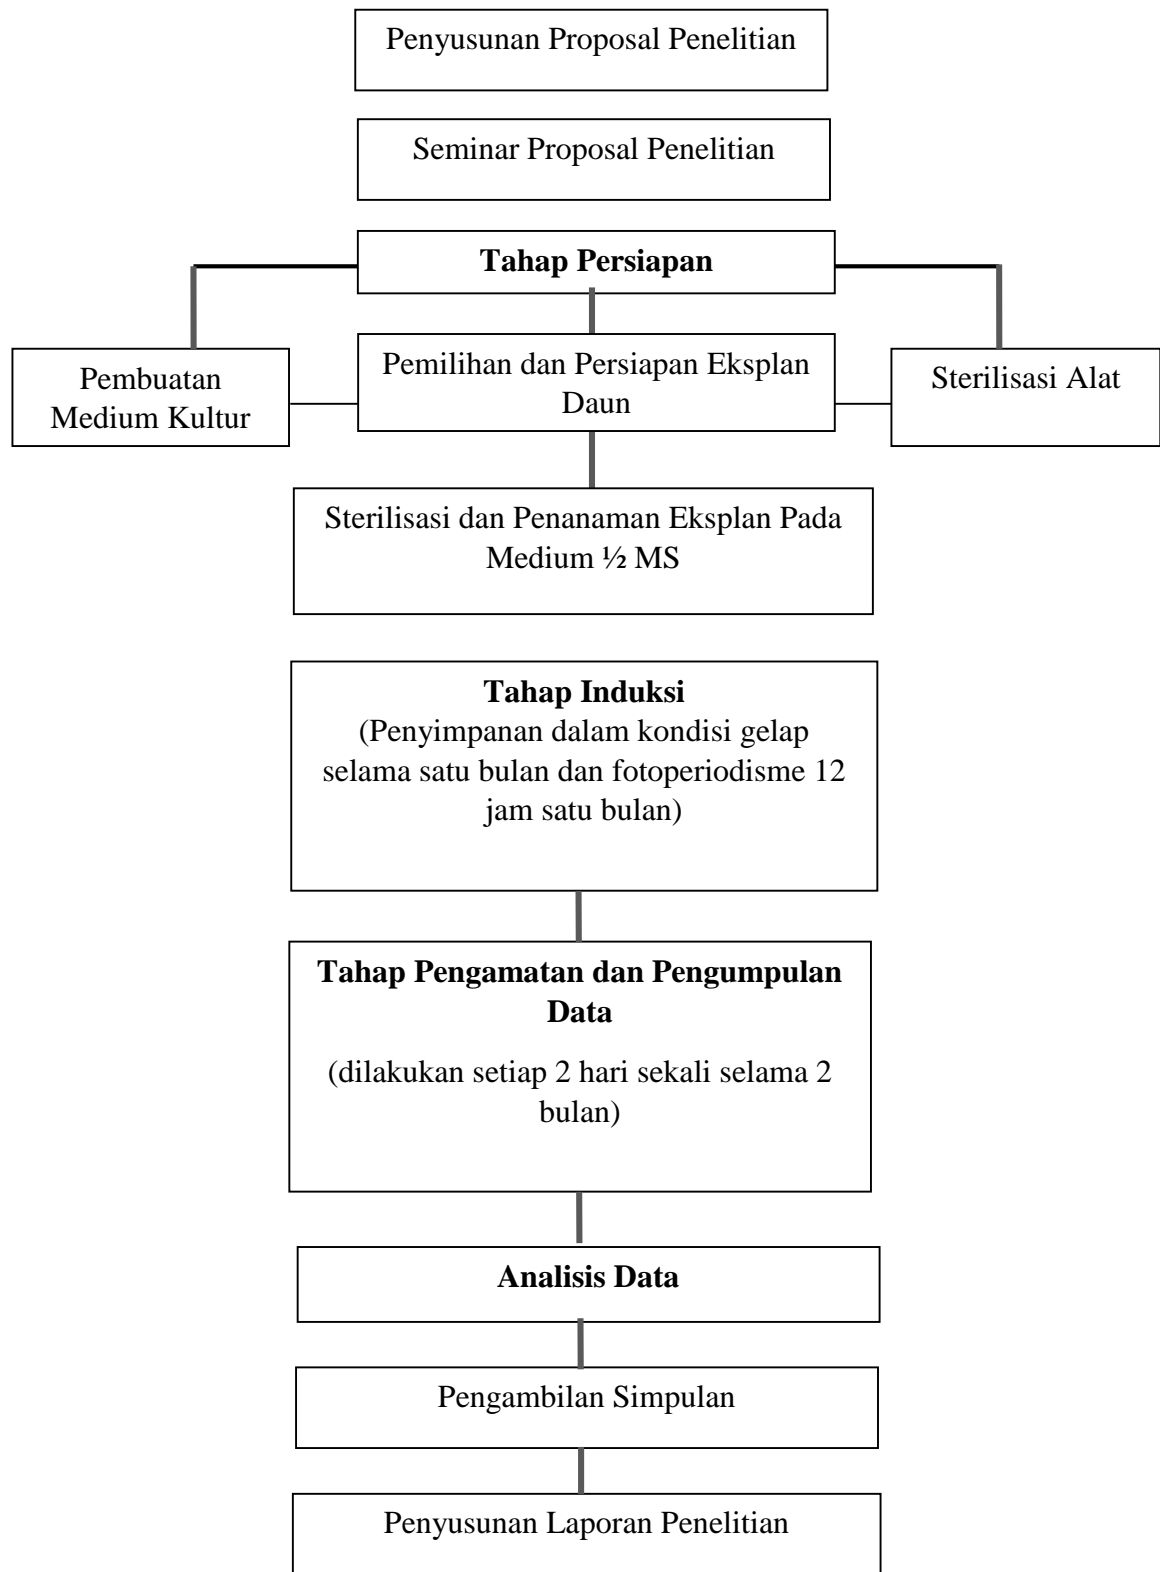 Penyusunan Proposal Penelitian
Seminar Proposal Penelitian
Tahap Persiapan
Pembuatan
Medium Kultur
Pemilihan dan Persiapan Eksplan
Daun
Sterilisasi Alat
Sterilisasi dan Penanaman Eksplan Pada
Medium ½ MS
Tahap Induksi
(Penyimpanan dalam kondisi gelap
selama satu bulan dan fotoperiodisme 12
jam satu bulan)
Tahap Pengamatan dan Pengumpulan
Data
(dilakukan setiap 2 hari sekali selama 2
bulan)
Analisis Data
Pengambilan Simpulan
Penyusunan Laporan Penelitian